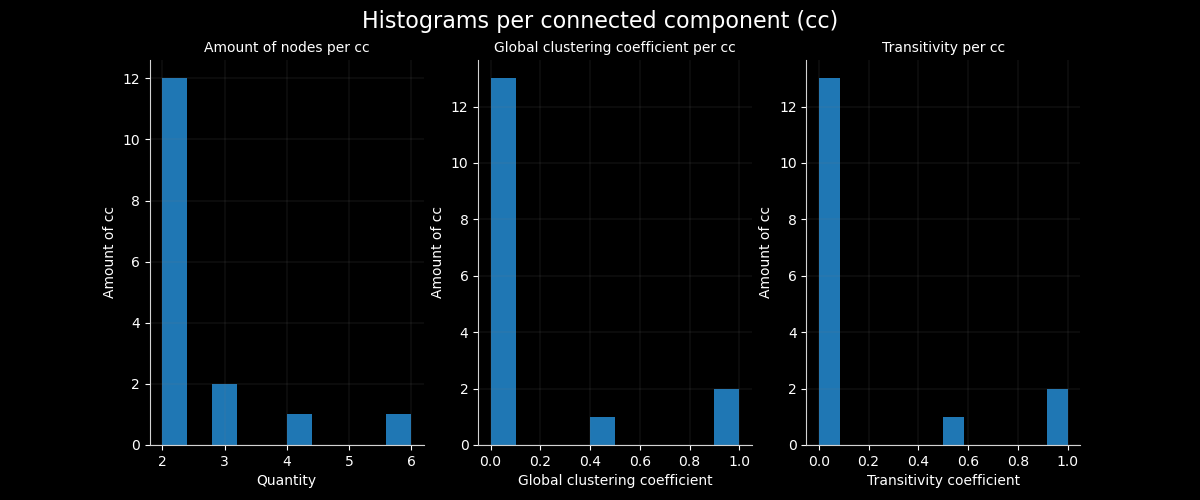 Histograms per connected component (cc)
Amount of nodes per cc
Global clustering coefficient per cc
Transitivity per cc
Amount of cc
12
10
8
6
4
2
0
2 3 4 5 6
Quantity
Amount of cc
12
10
8
6
4
2
0
0.0 0.2 0.4 0.6 0.8 1.0
Global clustering coefficient
Amount of cc
12
10
8
6
4
2
0
0.0 0.2 0.4 0.6 0.8 1.0
Transitivity coefficient